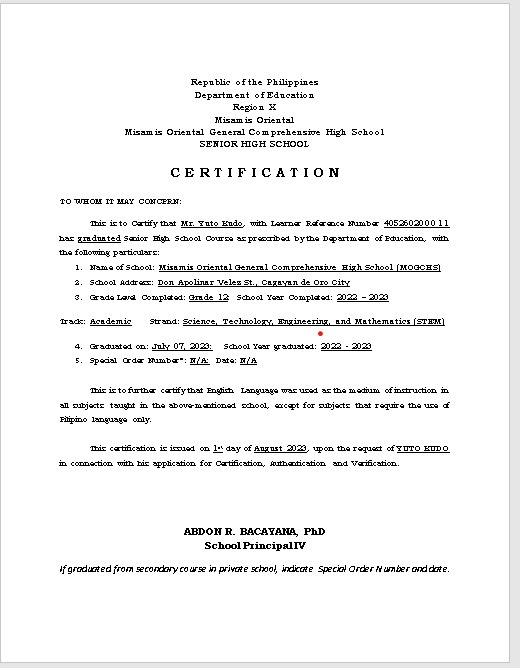 Republic of the Philippines
Department of Education
Region X
Misamis Oriental
Misamis Oriental General Comprehensive High School
SENIOR HIGH SCHOOL
CERTIFICATION
TO WHOM IT MAY CONCERN:
This is to Certify that Mr. Yuto Kudo, with Learner Reference Number 405260200011
has graduated Senior High School Course as prescribed by the Department of Education, with
the following particulars:
1. Name of School: Misamis Oriental General Comprehensive High School (MOGCHS)
2. School Address: Don Apolinar Velez St., Cagayan de Oro City
3. Grade Level Completed: Grade 12 School Year Completed: 2022 – 2023
Track: Academic Strand: Science, Technology, Engineering, and Mathematics (STEM)
4. Graduated on: July 07, 2023; School Year graduated: 2022 - 2023
5. Special Order Number*: N/A; Date: N/A
This is to further certify that English Language was used as the medium of instruction in
all subjects taught in the above-mentioned school, except for subjects that require the use of
Filipino language only.
This certification is issued on 1st day of August 2023, upon the request of YUTO KUDO
in connection with his application for Certification, Authentication and Verification.
ABDON R. BACAYANA, PhD
School Principal IV
If graduated from secondary course in private school, indicate Special Order Number and date.